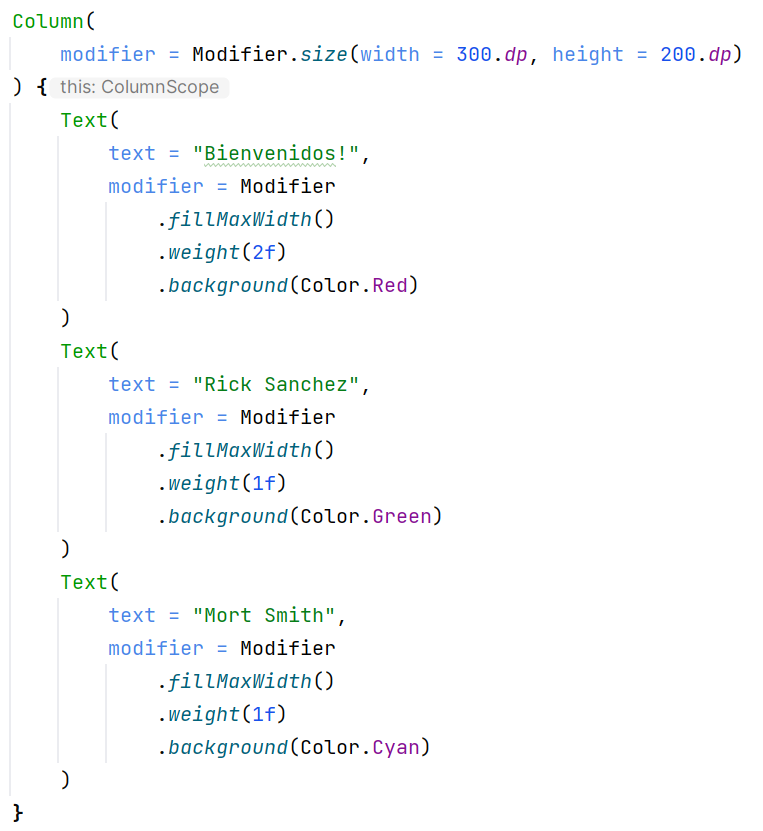 Column(
    modifier = Modifier.size(width = 300.dp, height = 200.dp)
) { this: ColumnScope
    Text(
        text = "Bienvenidos!",
        modifier = Modifier
            .fillMaxWidth()
            .weight(2f)
            .background(Color.Red)
    )
    Text(
        text = "Rick Sanchez",
        modifier = Modifier
            .fillMaxWidth()
            .weight(1f)
            .background(Color.Green)
    )
    Text(
        text = "Mort Smith",
        modifier = Modifier
            .fillMaxWidth()
            .weight(1f)
            .background(Color.Cyan)
    )
}